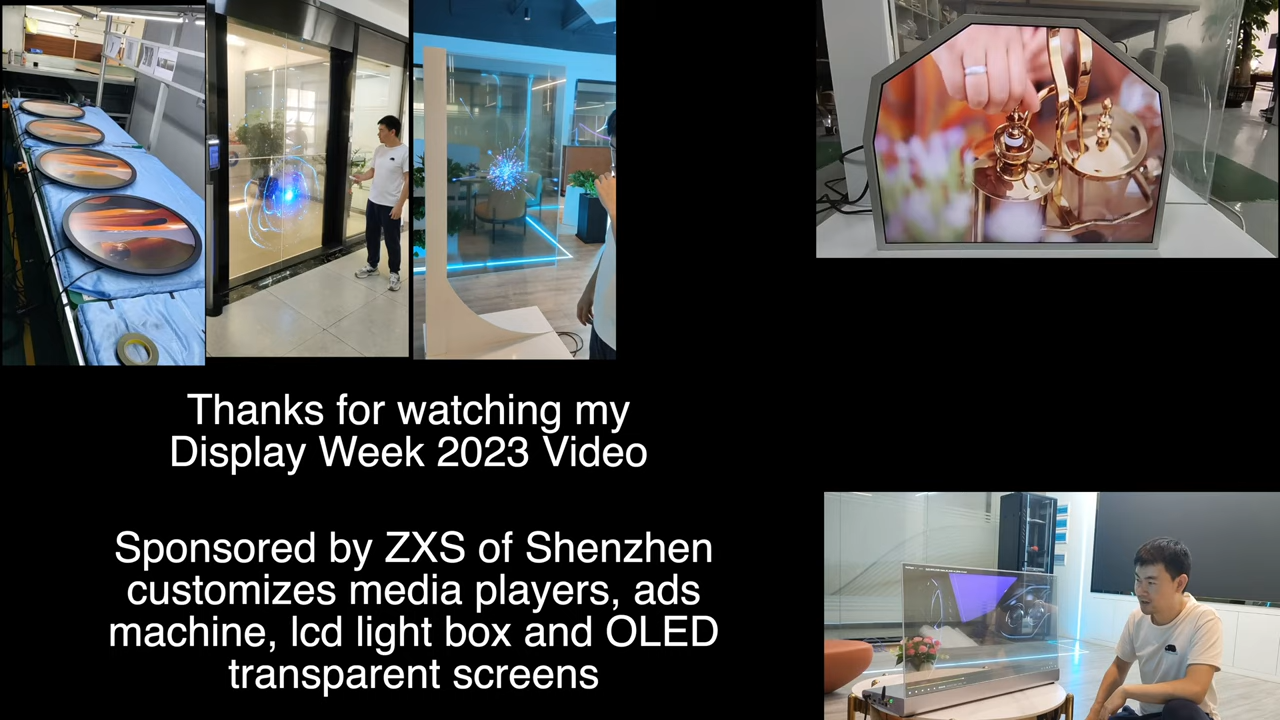 Thanks for watching my
Display Week 2023 Video
Sponsored by ZXS of Shenzhen
customizes media players, ads
machine, lcd light box and OLED
transparent screens